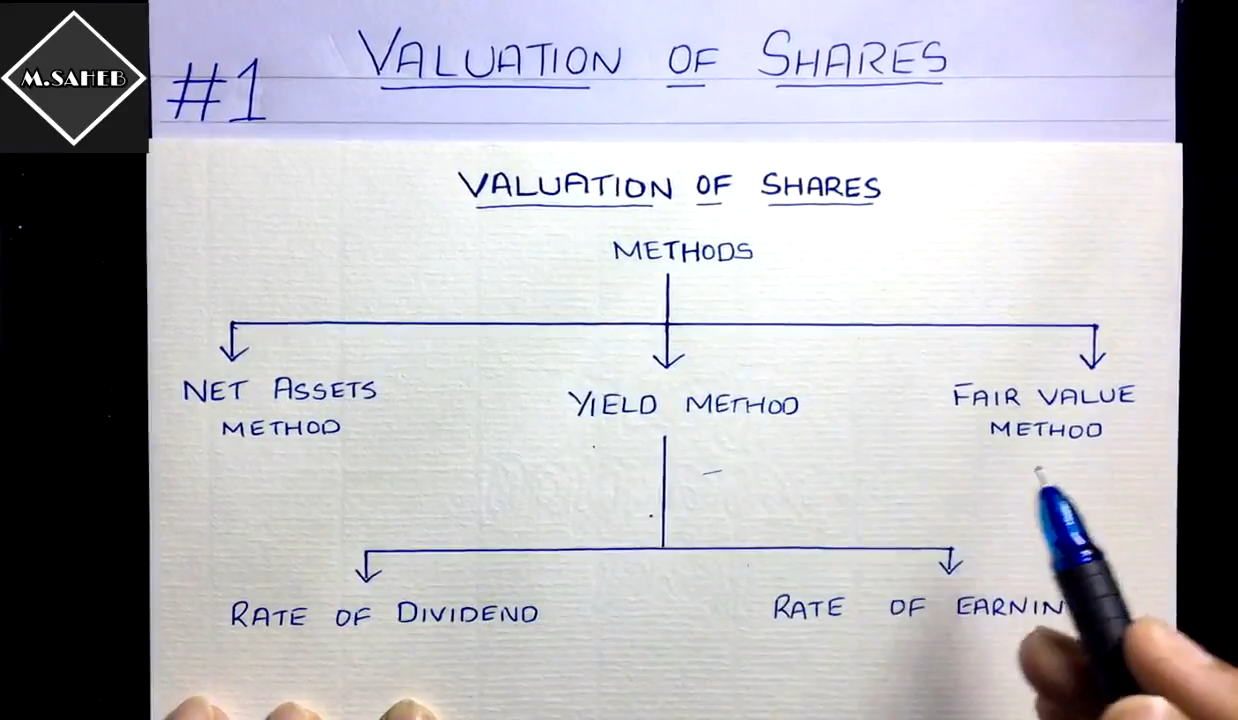 M.SAHEB
#1
VALUATION OF SHARES
VALUATION OF SHARES
METHODS
NET ASSETS
METHOD
YIELD METHOD
FAIR VALUE
METHOD
RATE OF DIVIDEND
RATE OF EARNIN